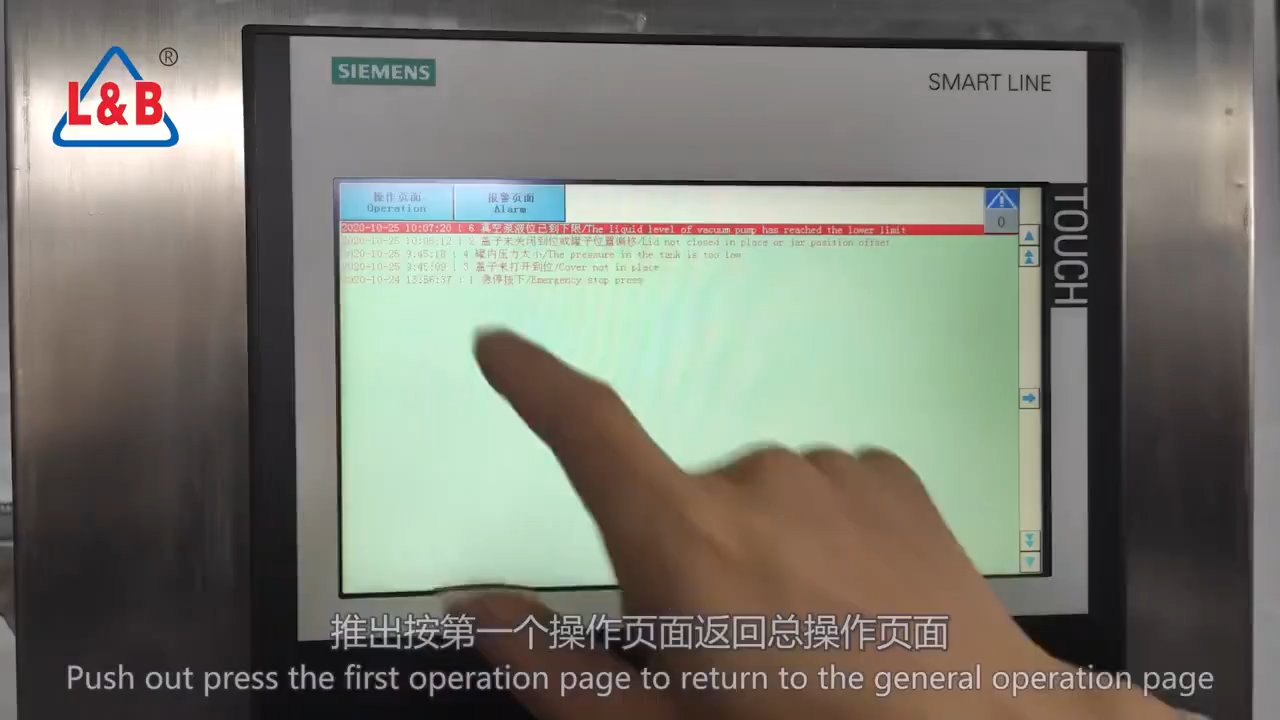 L&B
®
SIEMENS
SMART LINE
TOUCH
操作页面
Operation
报警页面
Alarm
0
2020-10-25 10:07:20 : 6 真空泵液位已到下限/The liquid level of vacuum pump has reached the lower limit
2020-10-25 10:05:12 : 2 盖子未关闭到位或罐子位置偏移/Lid not closed in place or jar position offset
2020-10-25 9:45:10 : 4 罐内压力太小/The pressure in the tank is too low
2020-10-25 9:45:09 : 3 盖子未打开到位/Cover not in place
2020-10-24 13:56:37 : 1 急停按下/Emergency stop press
推出按第一个操作页面返回总操作页面
Push out press the first operation page to return to the general operation page